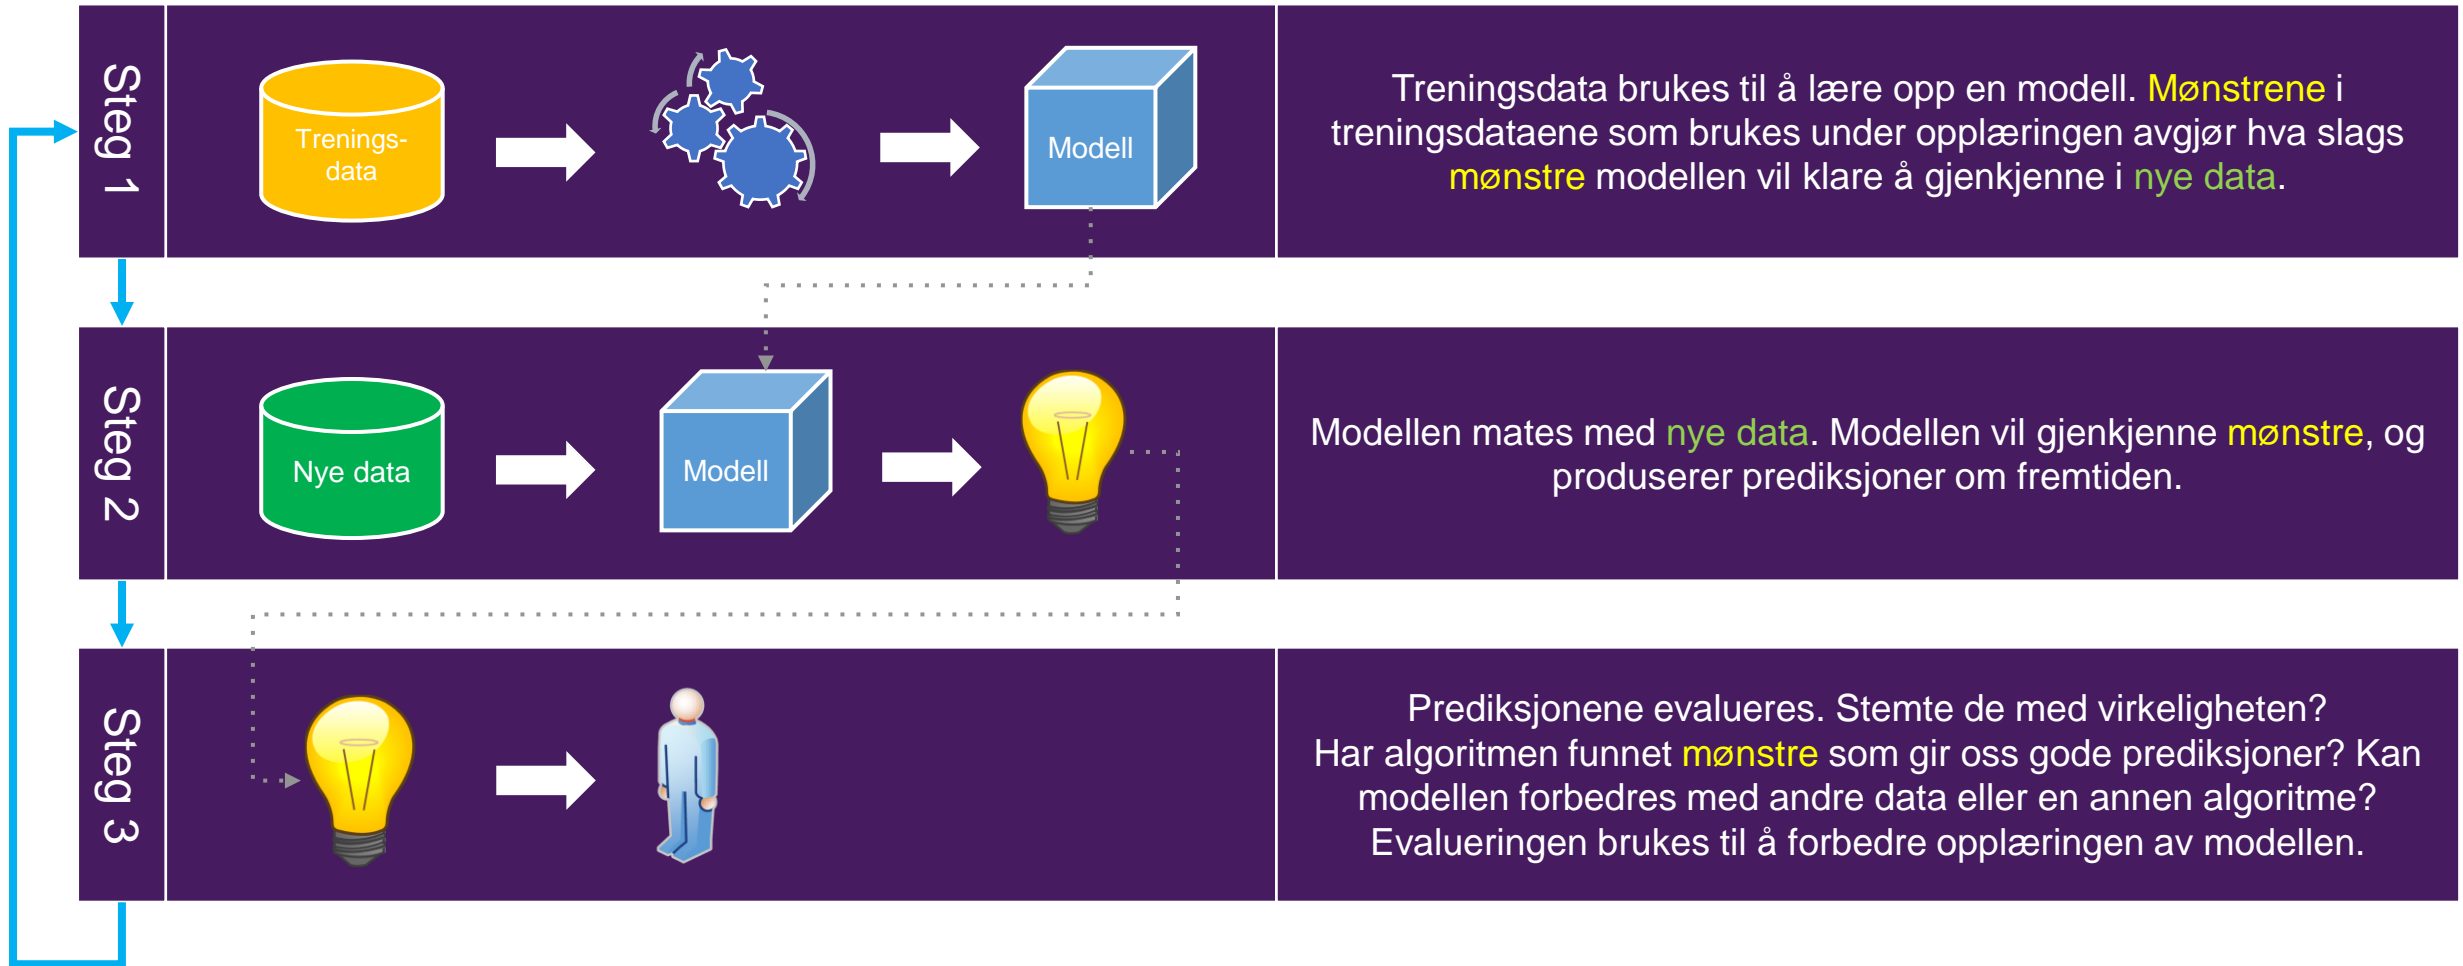 Steg 1
Trenings-
data
Modell
Treningsdata brukes til å lære opp en modell. Mønstrene i
treningsdataene som brukes under opplæringen avgjør hva slags
mønstre modellen vil klare å gjenkjenne i nye data.
Steg 2
Nye data
Modell
Modellen mates med nye data. Modellen vil gjenkjenne mønstre, og
produserer prediksjoner om fremtiden.
Steg 3
Prediksjonene evalueres. Stemte de med virkeligheten?
Har algoritmen funnet mønstre som gir oss gode prediksjoner? Kan
modellen forbedres med andre data eller en annen algoritme?
Evalueringen brukes til å forbedre opplæringen av modellen.